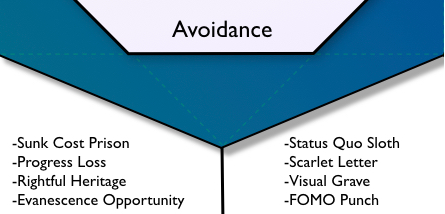 Avoidance
-Sunk Cost Prison
-Progress Loss
-Rightful Heritage
-Evanescence Opportunity
-Status Quo Sloth
-Scarlet Letter
-Visual Grave
-FOMO Punch